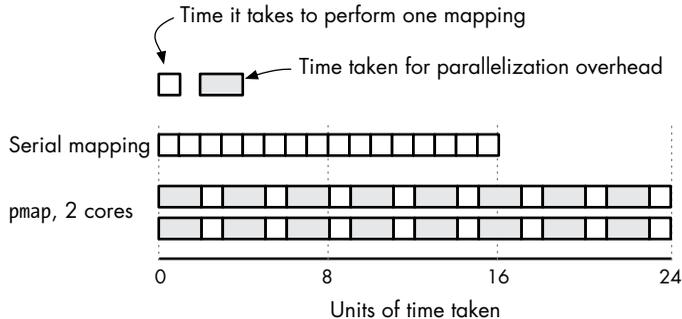 Time it takes to perform one mapping
Time taken for parallelization overhead
Serial mapping
pmap, 2 cores
0 8 16 24
Units of time taken